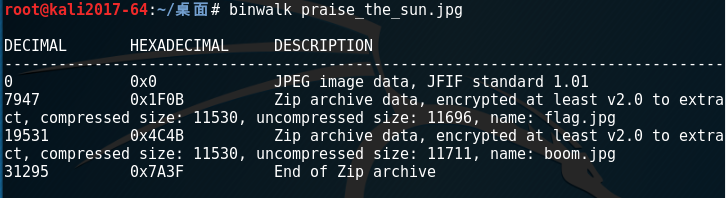 root@kali2017-64:~/桌面# binwalk praise_the_sun.jpg
DECIMAL       HEXADECIMAL     DESCRIPTION
--------------------------------------------------------------------------------
0             0x0             JPEG image data, JFIF standard 1.01
7947          0x1F0B          Zip archive data, encrypted at least v2.0 to extra
ct, compressed size: 11530, uncompressed size: 11696, name: flag.jpg
19531         0x4C4B          Zip archive data, encrypted at least v2.0 to extra
ct, compressed size: 11530, uncompressed size: 11711, name: boom.jpg
31295         0x7A3F          End of Zip archive